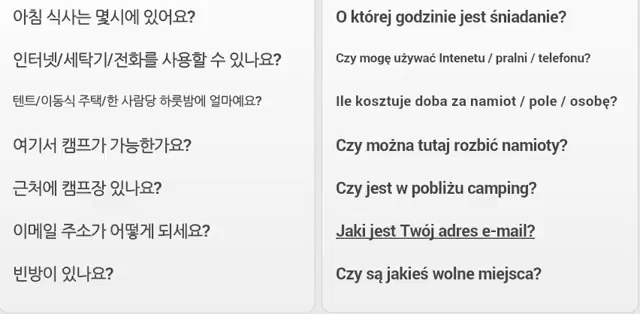 아침 식사는 몇시에 있어요?
O której godzinie jest śniadanie?
인터넷/세탁기/전화를 사용할 수 있나요?
Czy mogę używać Intenetu / pralni / telefonu?
텐트/이동식 주택/한 사람당 하룻밤에 얼마예요?
Ile kosztuje doba za namiot / pole / osobę?
여기서 캠프가 가능한가요?
Czy można tutaj rozbić namioty?
근처에 캠프장 있나요?
Czy jest w pobliżu camping?
이메일 주소가 어떻게 되세요?
Jaki jest Twój adres e-mail?
빈방이 있나요?
Czy są jakieś wolne miejsca?